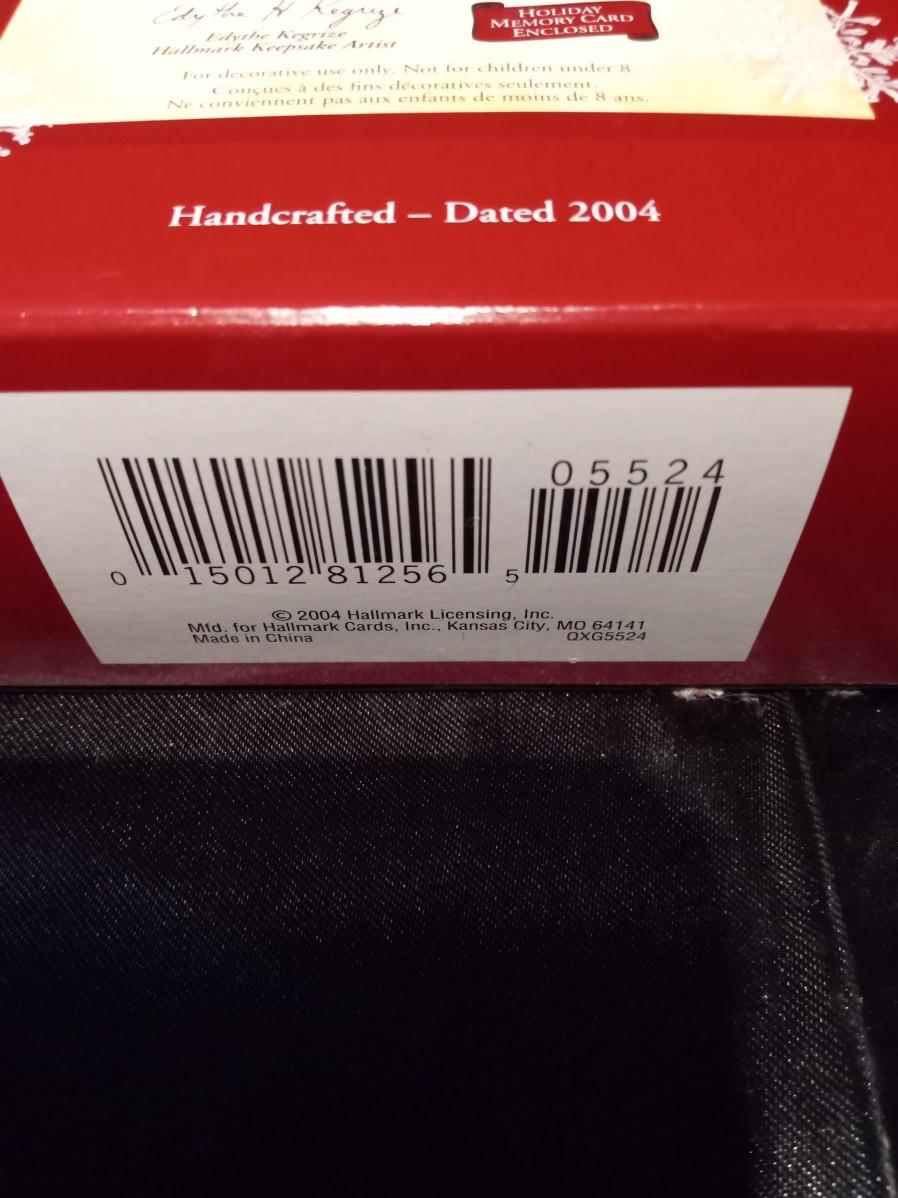 Edythe H Kegrize
Edythe Kegrize
Hallmark Keepsake Artist
HOLIDAY
MEMORY CARD
ENCLOSED
For decorative use only. Not for children under 8.
Conçues à des fins décoratives seulement.
Ne conviennent pas aux enfants de moins de 8 ans.
Handcrafted – Dated 2004
05524
0 15012 81256 5
© 2004 Hallmark Licensing, Inc.
Mfd. for Hallmark Cards, Inc., Kansas City, MO 64141
Made in China QXG5524